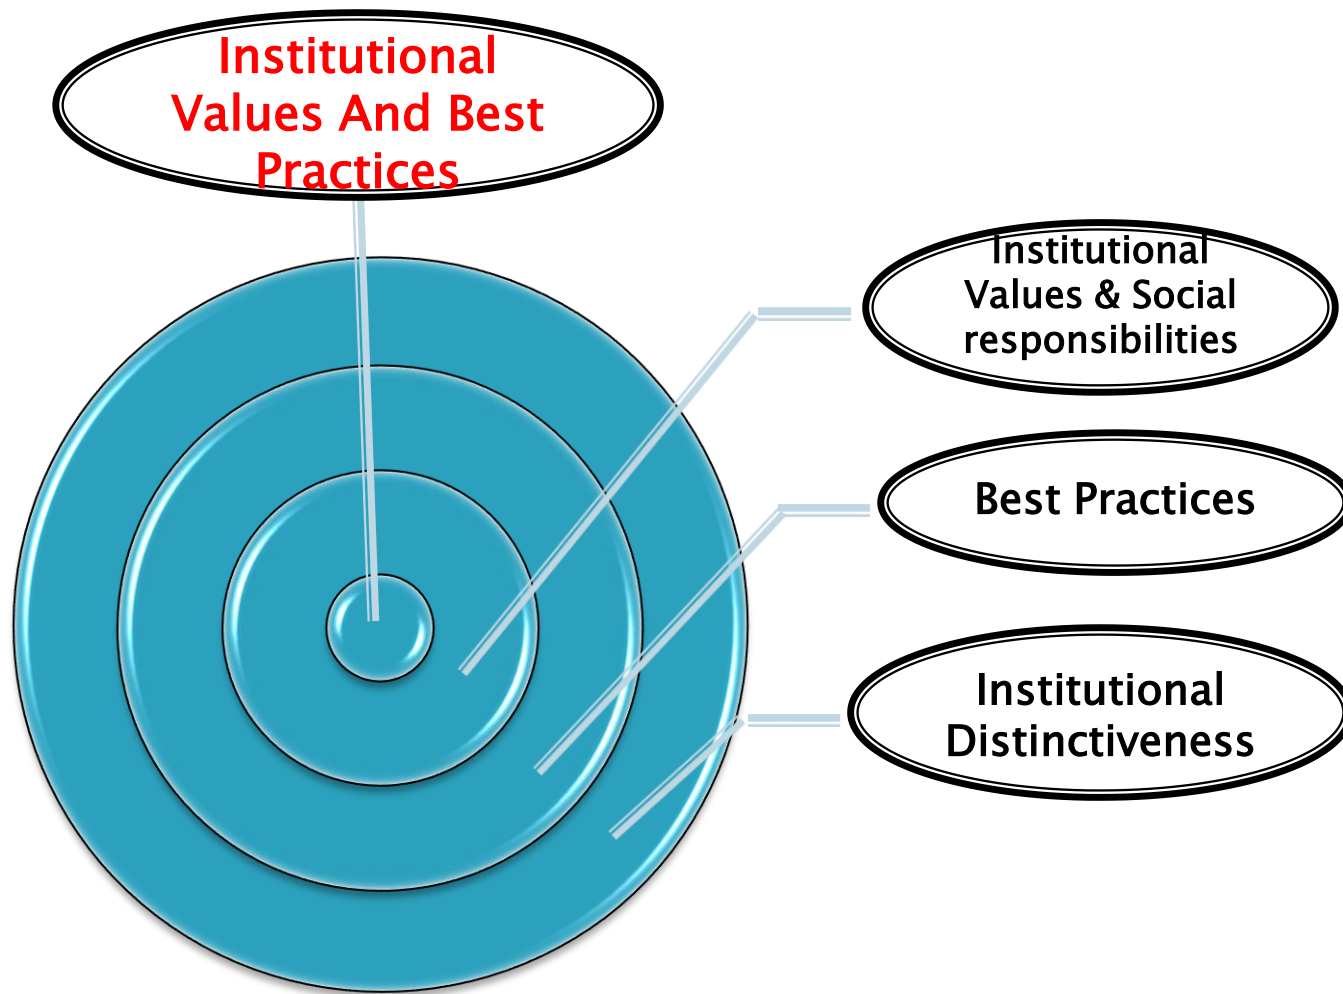 Institutional
Values And Best
Practices
Institutional
Values & Social
responsibilities
Best Practices
Institutional
Distinctiveness